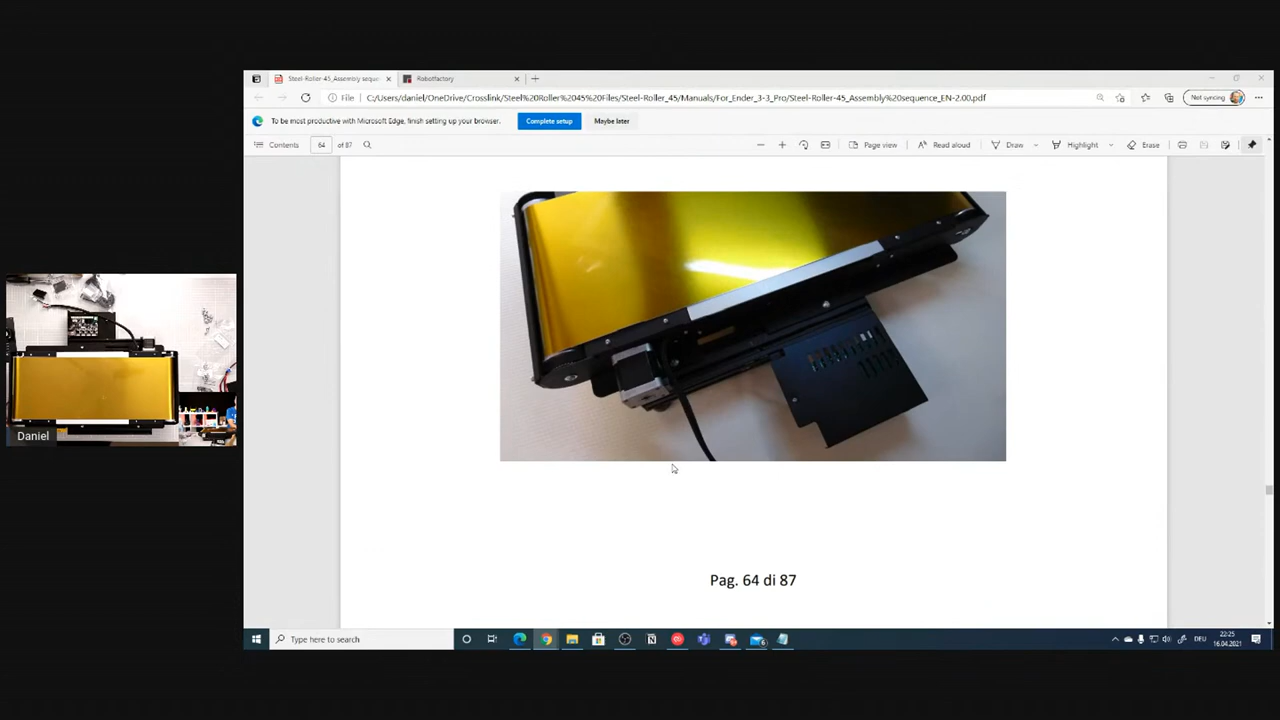 Steel-Roller-45_Assembly seque
Robotfactory
File
C:/Users/daniel/OneDrive/Crosslink/Steel%20Roller%2045%20Files/Steel-Roller_45/Manuals/For_Ender_3-3_Pro/Steel-Roller-45_Assembly%20sequence_EN-2.00.pdf
Not syncing
To be most productive with Microsoft Edge, finish setting up your browser.
Complete setup
Maybe later
Contents
64
of 87
Page view
Read aloud
Draw
Highlight
Erase
Daniel
Pag. 64 di 87
Type here to search
6
DEU
22:25
16.04.2021